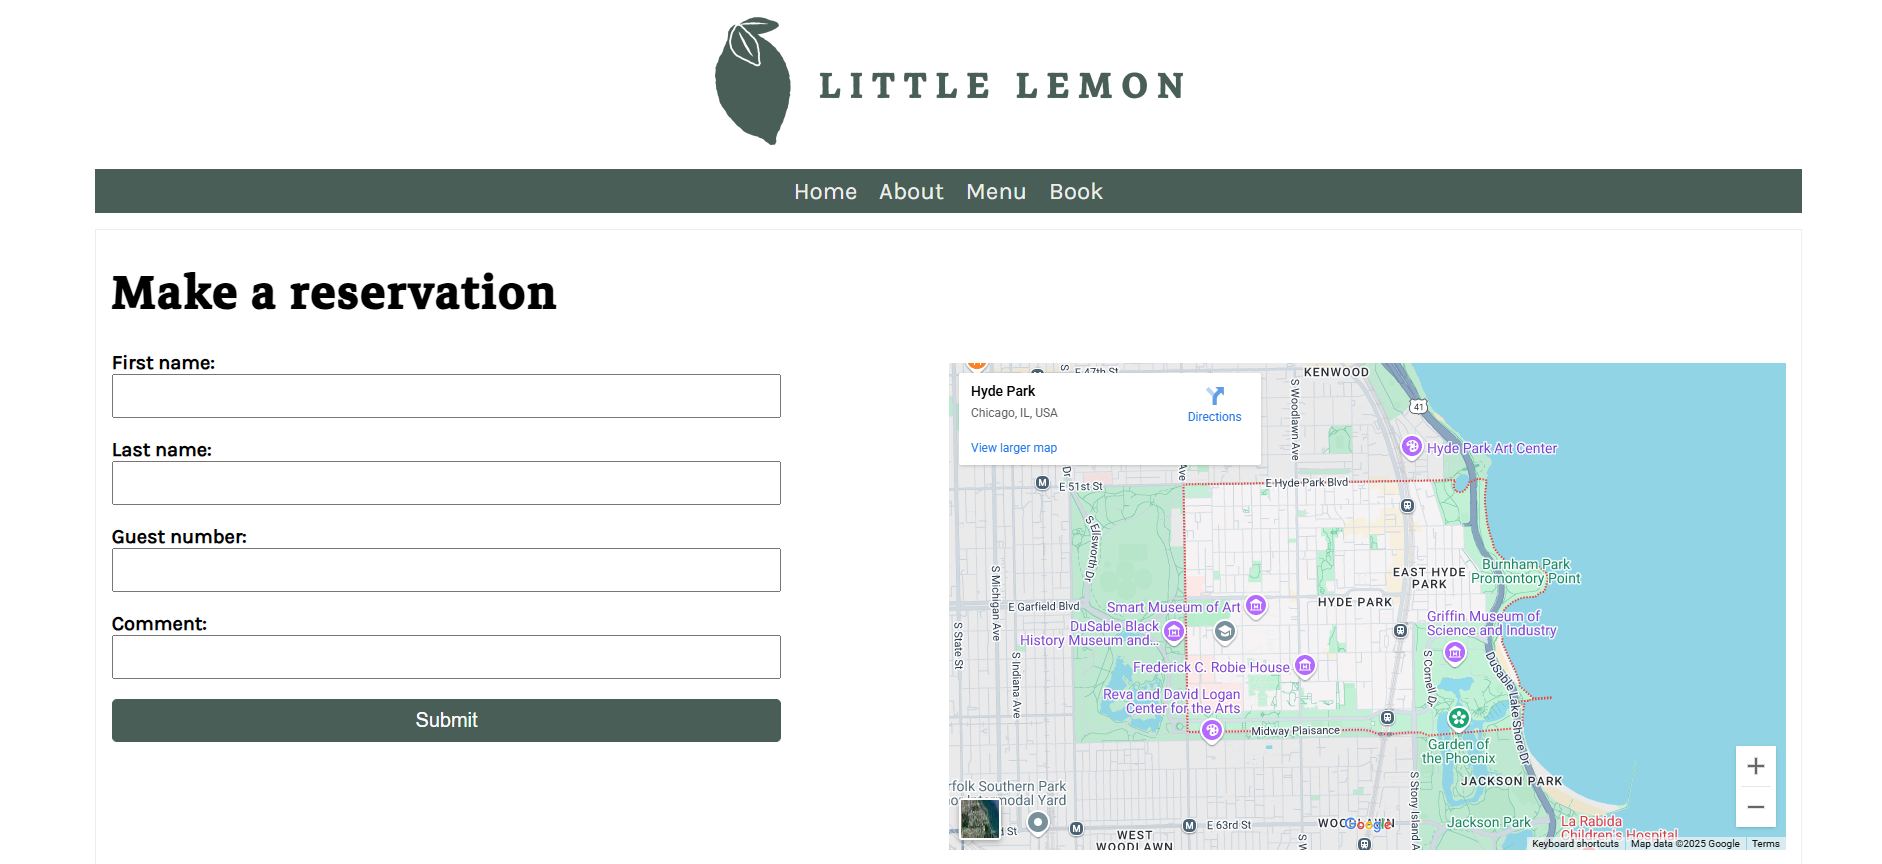 LITTLE LEMON
Home About Menu Book
Make a reservation
First name:
Last name:
Guest number:
Comment:
Submit
Hyde Park
Chicago, IL, USA
Directions
View larger map
E 47th St
KENWOOD
41
S Woodlawn Ave
Hyde Park Art Center
Dr
Ave
M
E 51st St
E Hyde Park Blvd
S Ellsworth Dr
S Michigan Ave
Burnham Park
Promontory Point
EAST HYDE
PARK
HYDE PARK
E Garfield Blvd
Smart Museum of Art
Griffin Museum of
Science and Industry
DuSable Black
History Museum and...
S State St
S Indiana Ave
Frederick C. Robie House
S Cornell Dr
DuSable Lake Shore Dr
Reva and David Logan
Center for the Arts
Midway Plaisance
Garden of
the Phoenix
JACKSON PARK
S Stony Island A
rfolk Southern Park
modal Yard
d St
M
M
E 63rd St
WEST
WOODLAWN
Google
Jackson Park
La Rabida
Children's Hospital
Keyboard shortcuts
Map data ©2025 Google
Terms